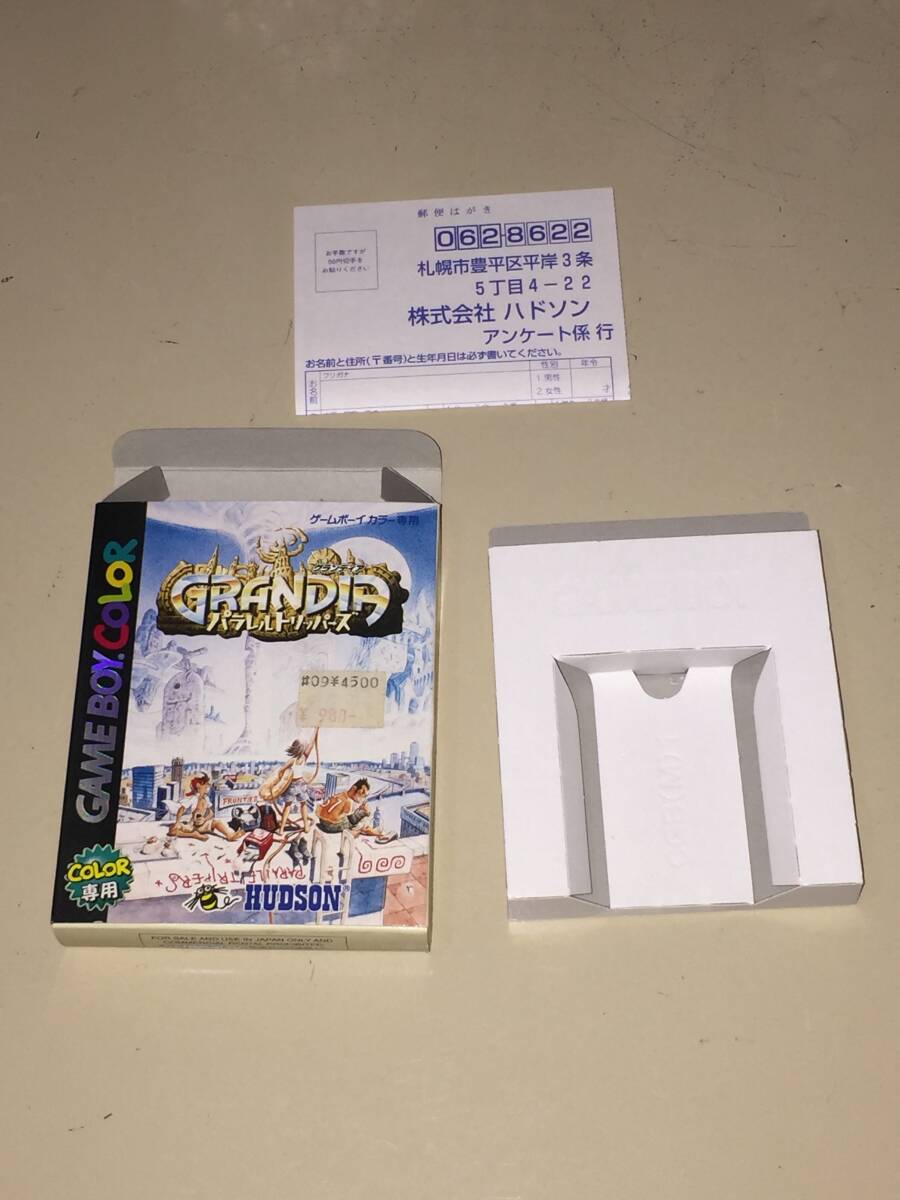 郵便はがき
0628622
お手数ですが
50円切手を
お貼りください
札幌市豊平区平岸3条
5丁目4-22
株式会社 ハドソン
アンケート係 行
お名前と住所(〒番号)と生年月日は必ず書いてください。
お名前
フリガナ
性別
年令
1.男性
2.女性
才
ゲームボーイカラー専用
グランディア
GRANDIA
パラレルトリッパーズ
GAME BOY COLOR
#09¥4500
¥ 980-
FRONTIER
PARALLEL TRIPPERS
COLOR
専用
HUDSON
FOR SALE AND USE IN JAPAN ONLY AND
COMMERCIAL RENTAL PROHIBITED.